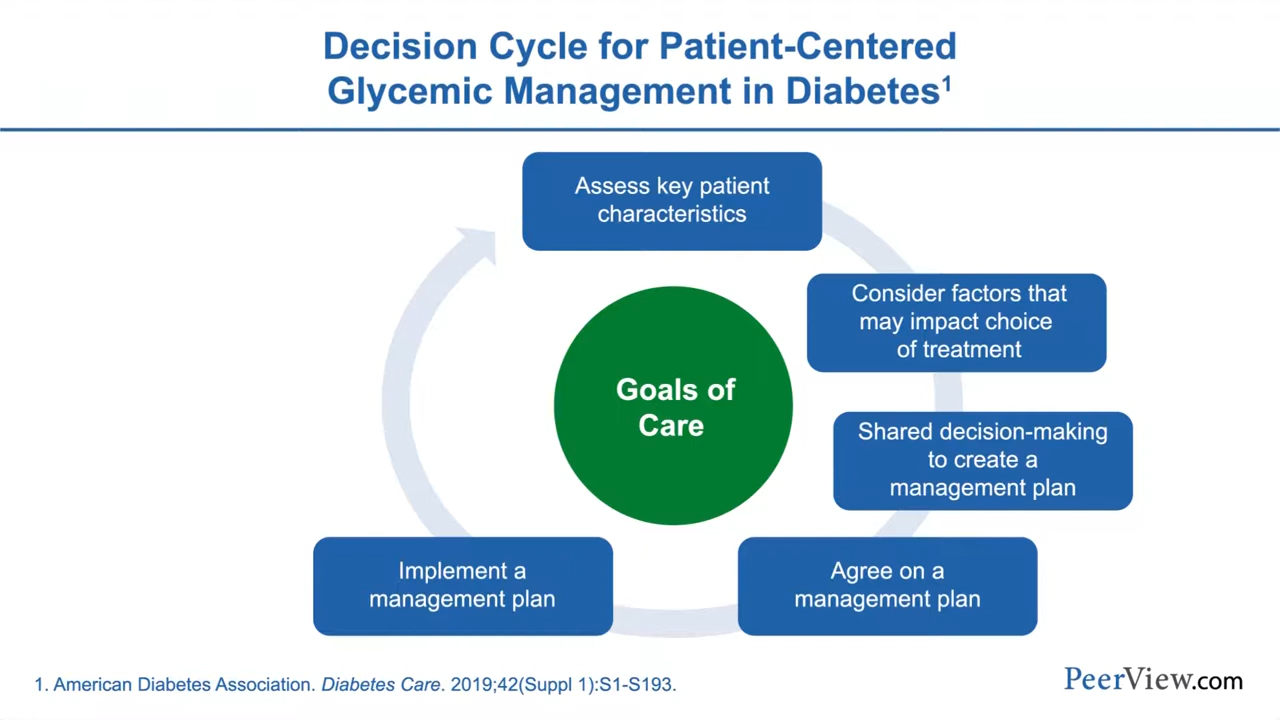 Decision Cycle for Patient-Centered
Glycemic Management in Diabetes¹
Assess key patient
characteristics
Consider factors that
may impact choice
of treatment
Shared decision-making
to create a
management plan
Agree on a
management plan
Implement a
management plan
Goals of
Care
1. American Diabetes Association. Diabetes Care. 2019;42(Suppl 1):S1-S193.
PeerView.com